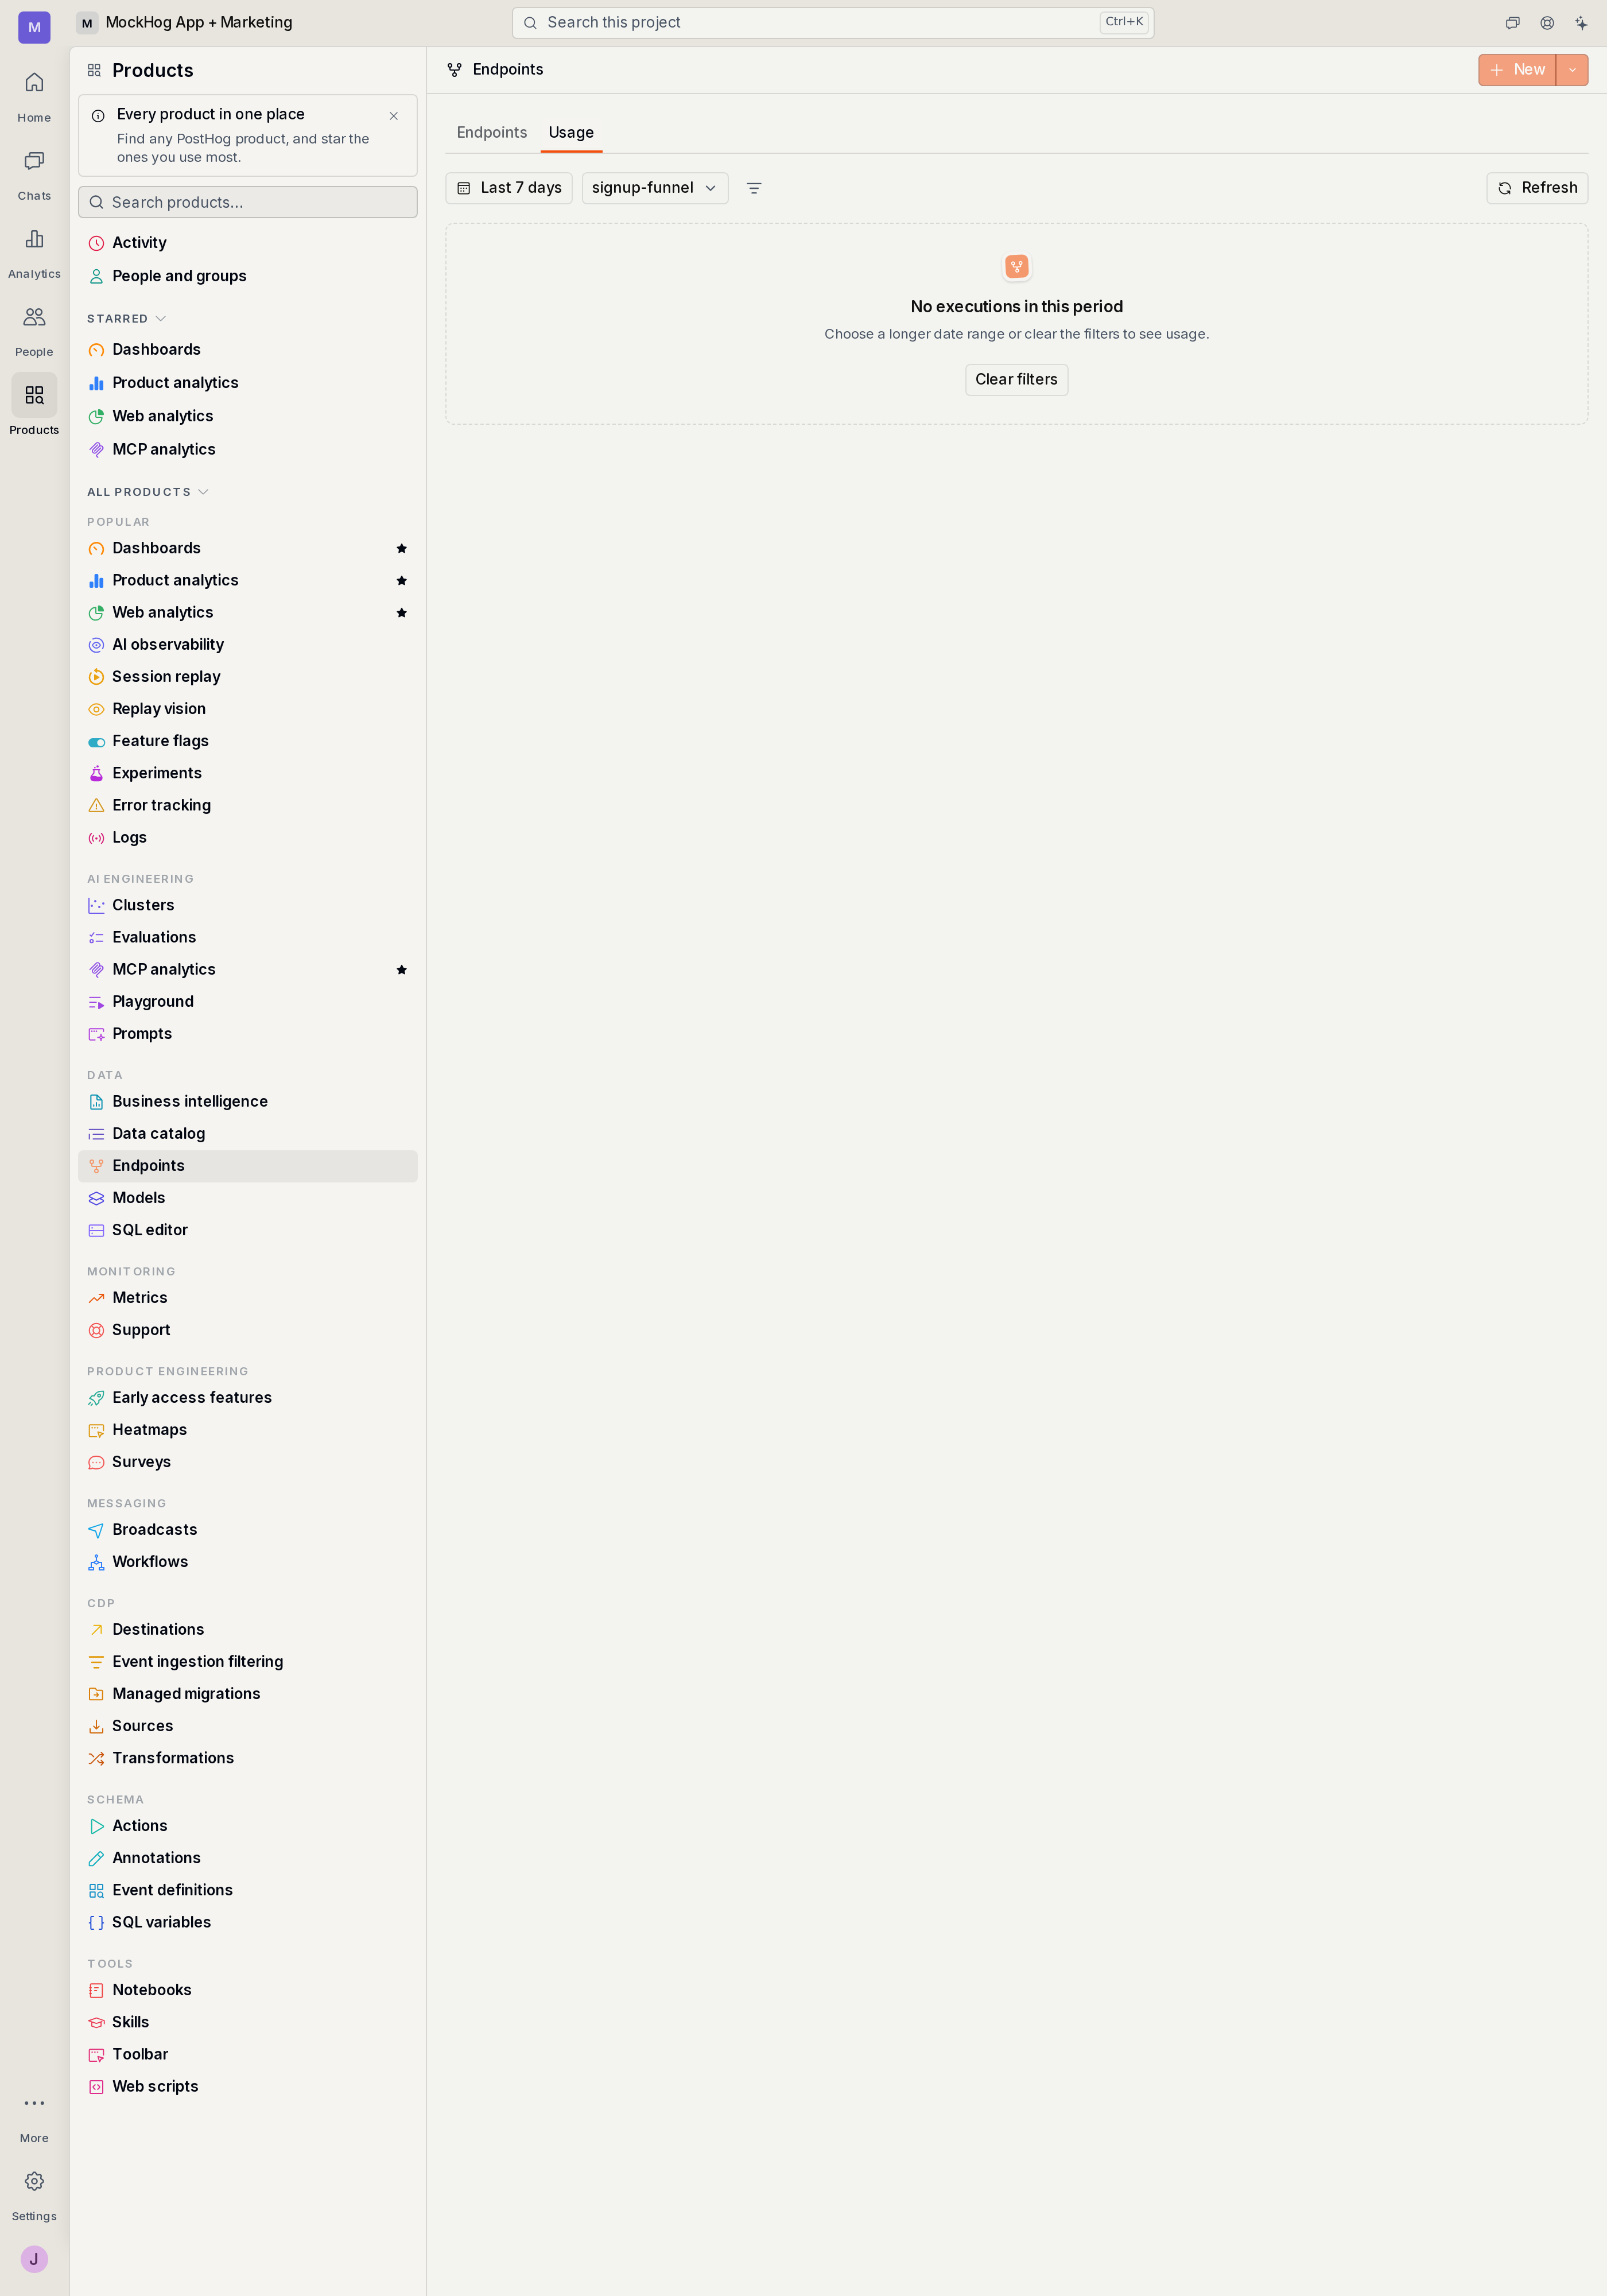 M
M MockHog App + Marketing
Search this project
Ctrl+K
Home
Chats
Analytics
People
Products
More
Settings
J
Products
Every product in one place
Find any PostHog product, and star the
ones you use most.
Search products...
Activity
People and groups
STARRED
Dashboards
Product analytics
Web analytics
MCP analytics
ALL PRODUCTS
POPULAR
Dashboards
Product analytics
Web analytics
AI observability
Session replay
Replay vision
Feature flags
Experiments
Error tracking
Logs
AI ENGINEERING
Clusters
Evaluations
MCP analytics
Playground
Prompts
DATA
Business intelligence
Data catalog
Endpoints
Models
SQL editor
MONITORING
Metrics
Support
PRODUCT ENGINEERING
Early access features
Heatmaps
Surveys
MESSAGING
Broadcasts
Workflows
CDP
Destinations
Event ingestion filtering
Managed migrations
Sources
Transformations
SCHEMA
Actions
Annotations
Event definitions
SQL variables
TOOLS
Notebooks
Skills
Toolbar
Web scripts
Endpoints
New
Endpoints Usage
Last 7 days signup-funnel Refresh
No executions in this period
Choose a longer date range or clear the filters to see usage.
Clear filters